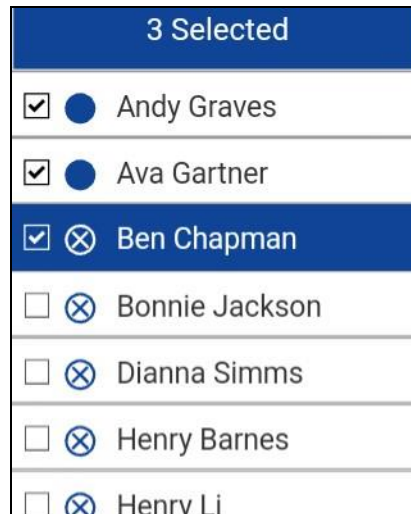 3 Selected
Andy Graves
Ava Gartner
Ben Chapman
Bonnie Jackson
Dianna Simms
Henry Barnes
Henry Li